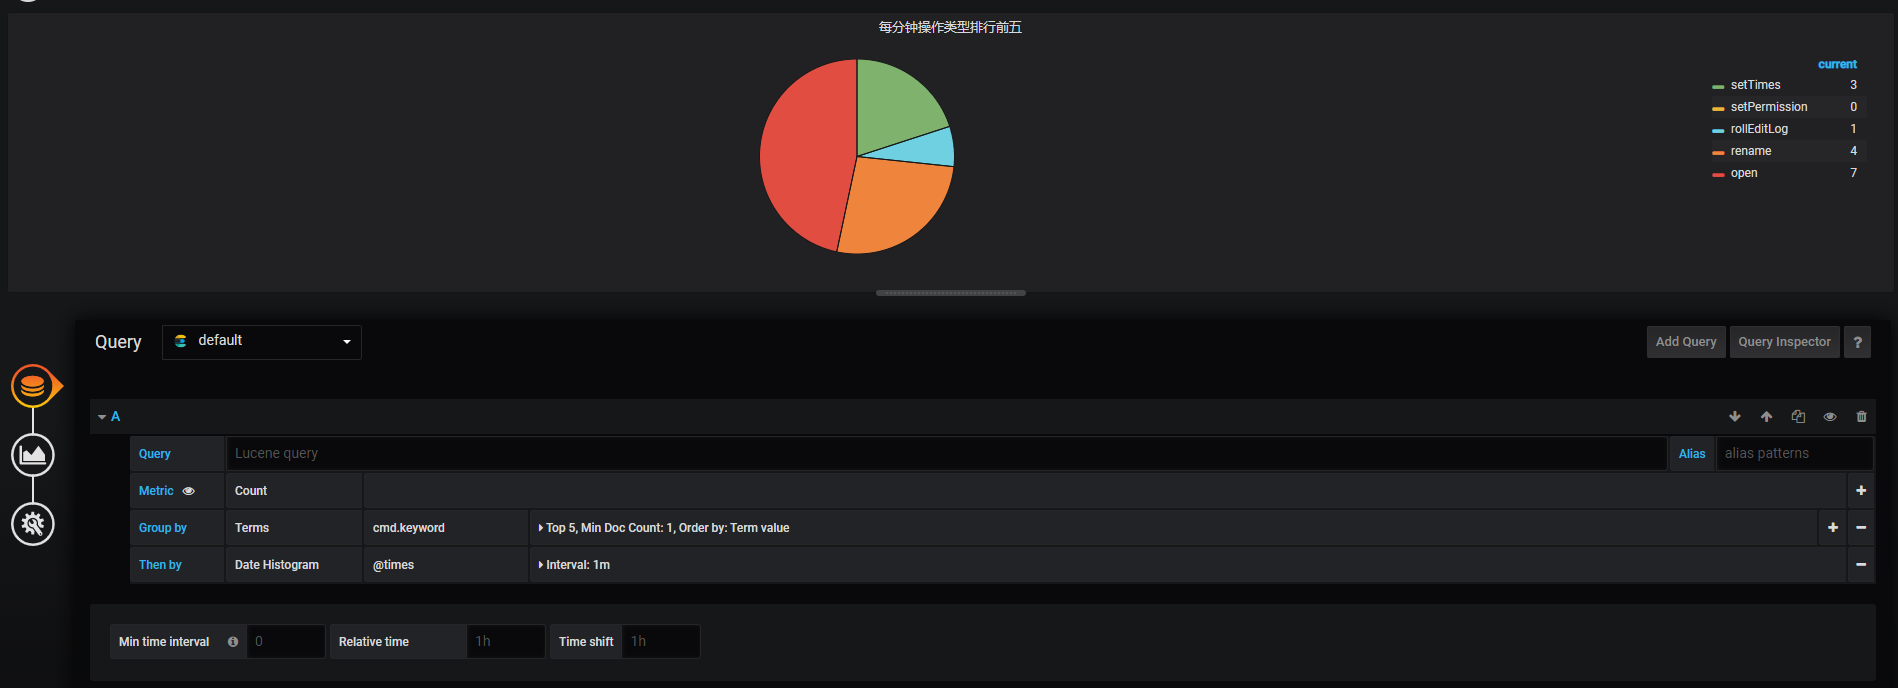 每分钟操作类型排行前五
current
setTimes 3
setPermission 0
rollEditLog 1
rename 4
open 7
Query default Add Query Query Inspector ?
A
Query Lucene query Alias alias patterns
Metric Count
Group by Terms cmd.keyword Top 5, Min Doc Count: 1, Order by: Term value
Then by Date Histogram @times Interval: 1m
Min time interval 0 Relative time 1h Time shift 1h